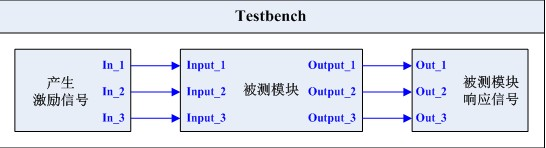 Testbench
产生
激励信号
In_1
In_2
In_3
Input_1
Input_2
Input_3
被测模块
Output_1
Output_2
Output_3
Out_1
Out_2
Out_3
被测模块
响应信号